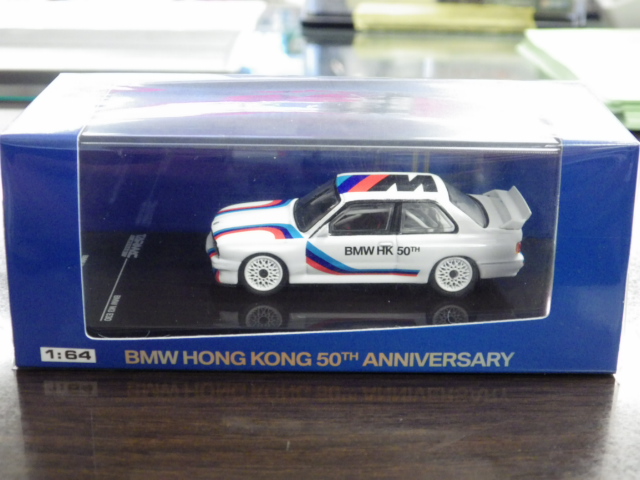 M
BMW HK 50TH
1:64 BMW HONG KONG 50TH ANNIVERSARY